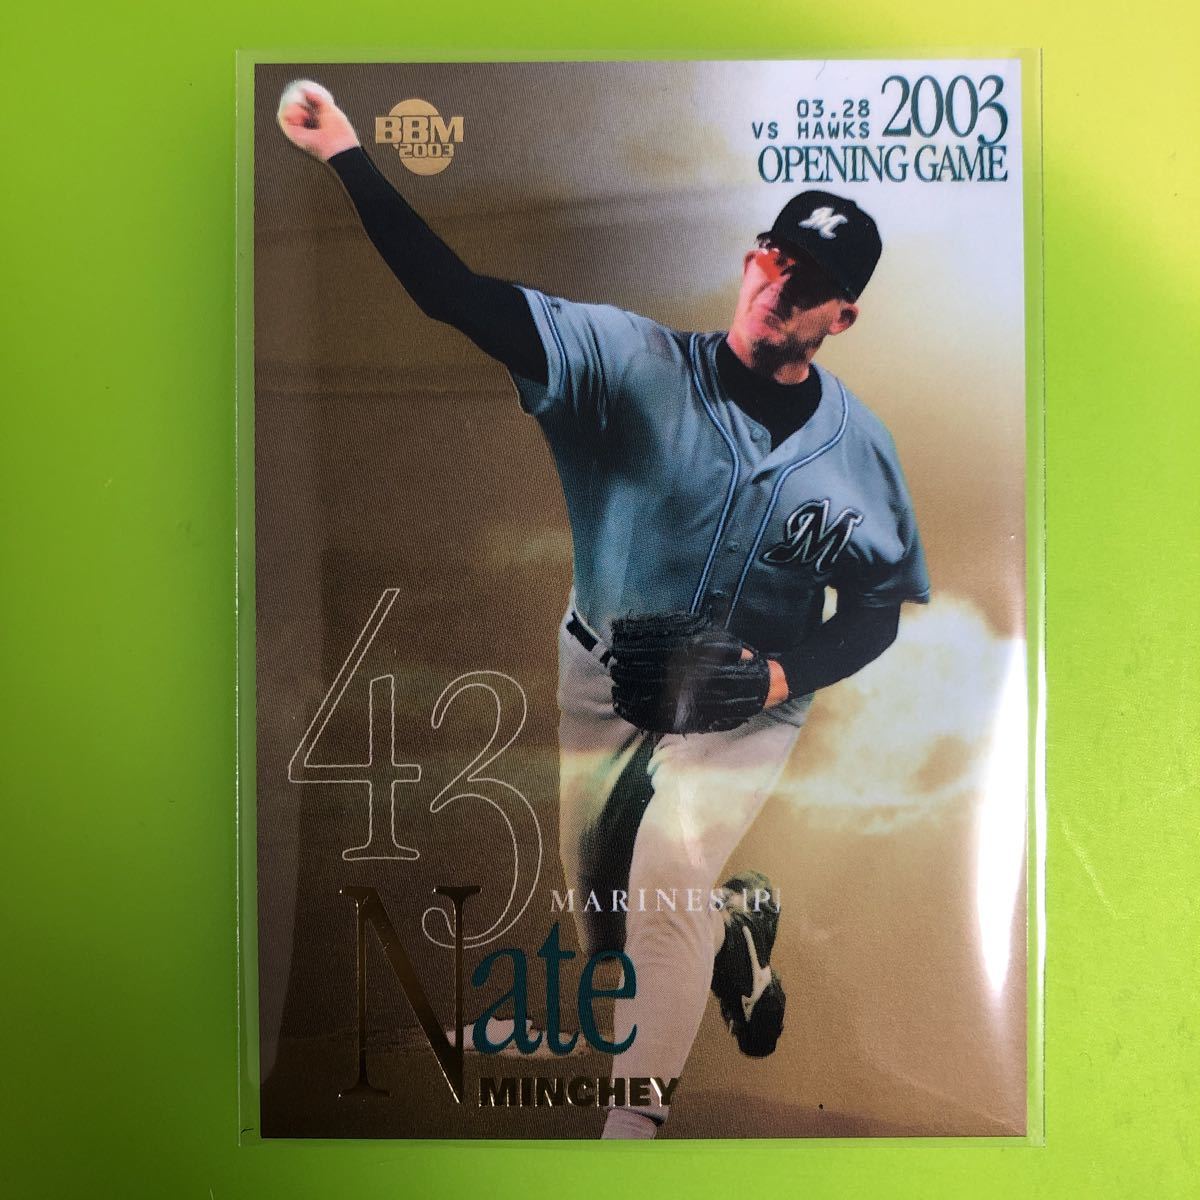 BBM
'2003
03.28
VS HAWKS
2003
OPENING GAME
M
M
43
MARINES [P]
Nate
MINCHEY